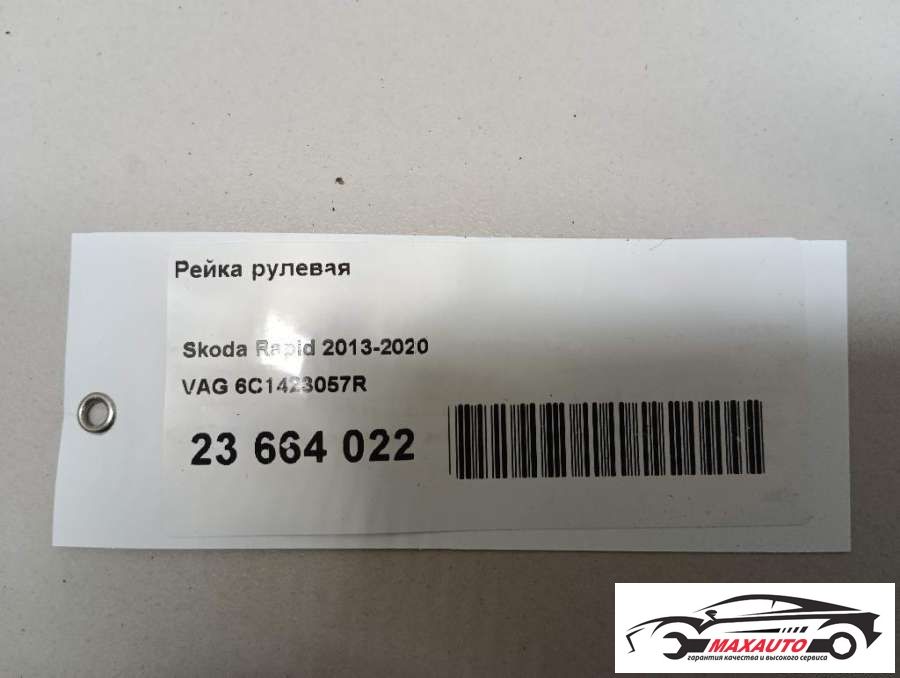 Рейка рулевая
Skoda Rapid 2013-2020
VAG 6C1423057R
23 664 022
MAXAUTO
гарантия качества и высокого сервиса